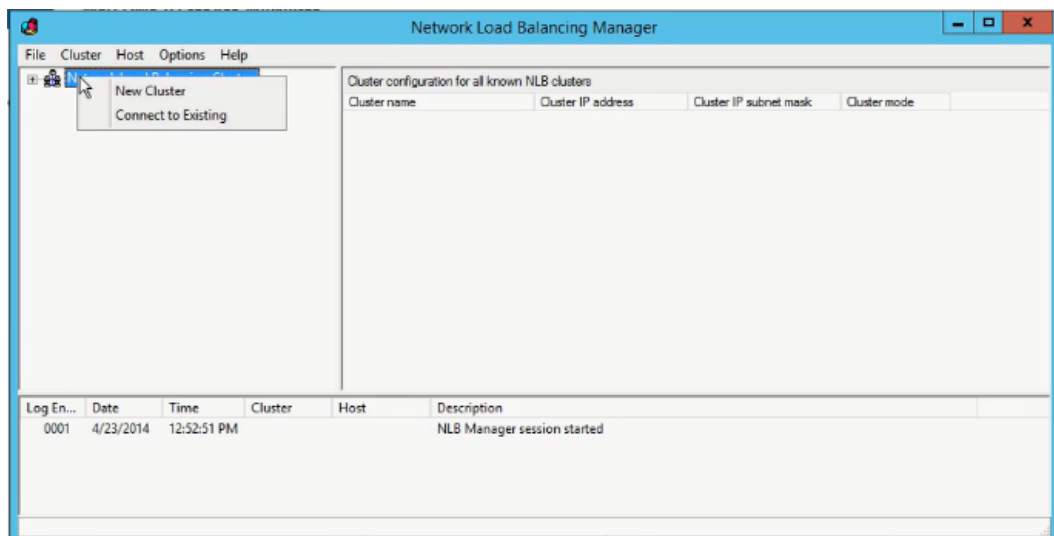 Network Load Balancing Manager
File Cluster Host Options Help
New Cluster
Connect to Existing
Cluster configuration for all known NLB clusters
Cluster name Cluster IP address Cluster IP subnet mask Cluster mode
Log En... Date Time Cluster Host Description
0001 4/23/2014 12:52:51 PM NLB Manager session started